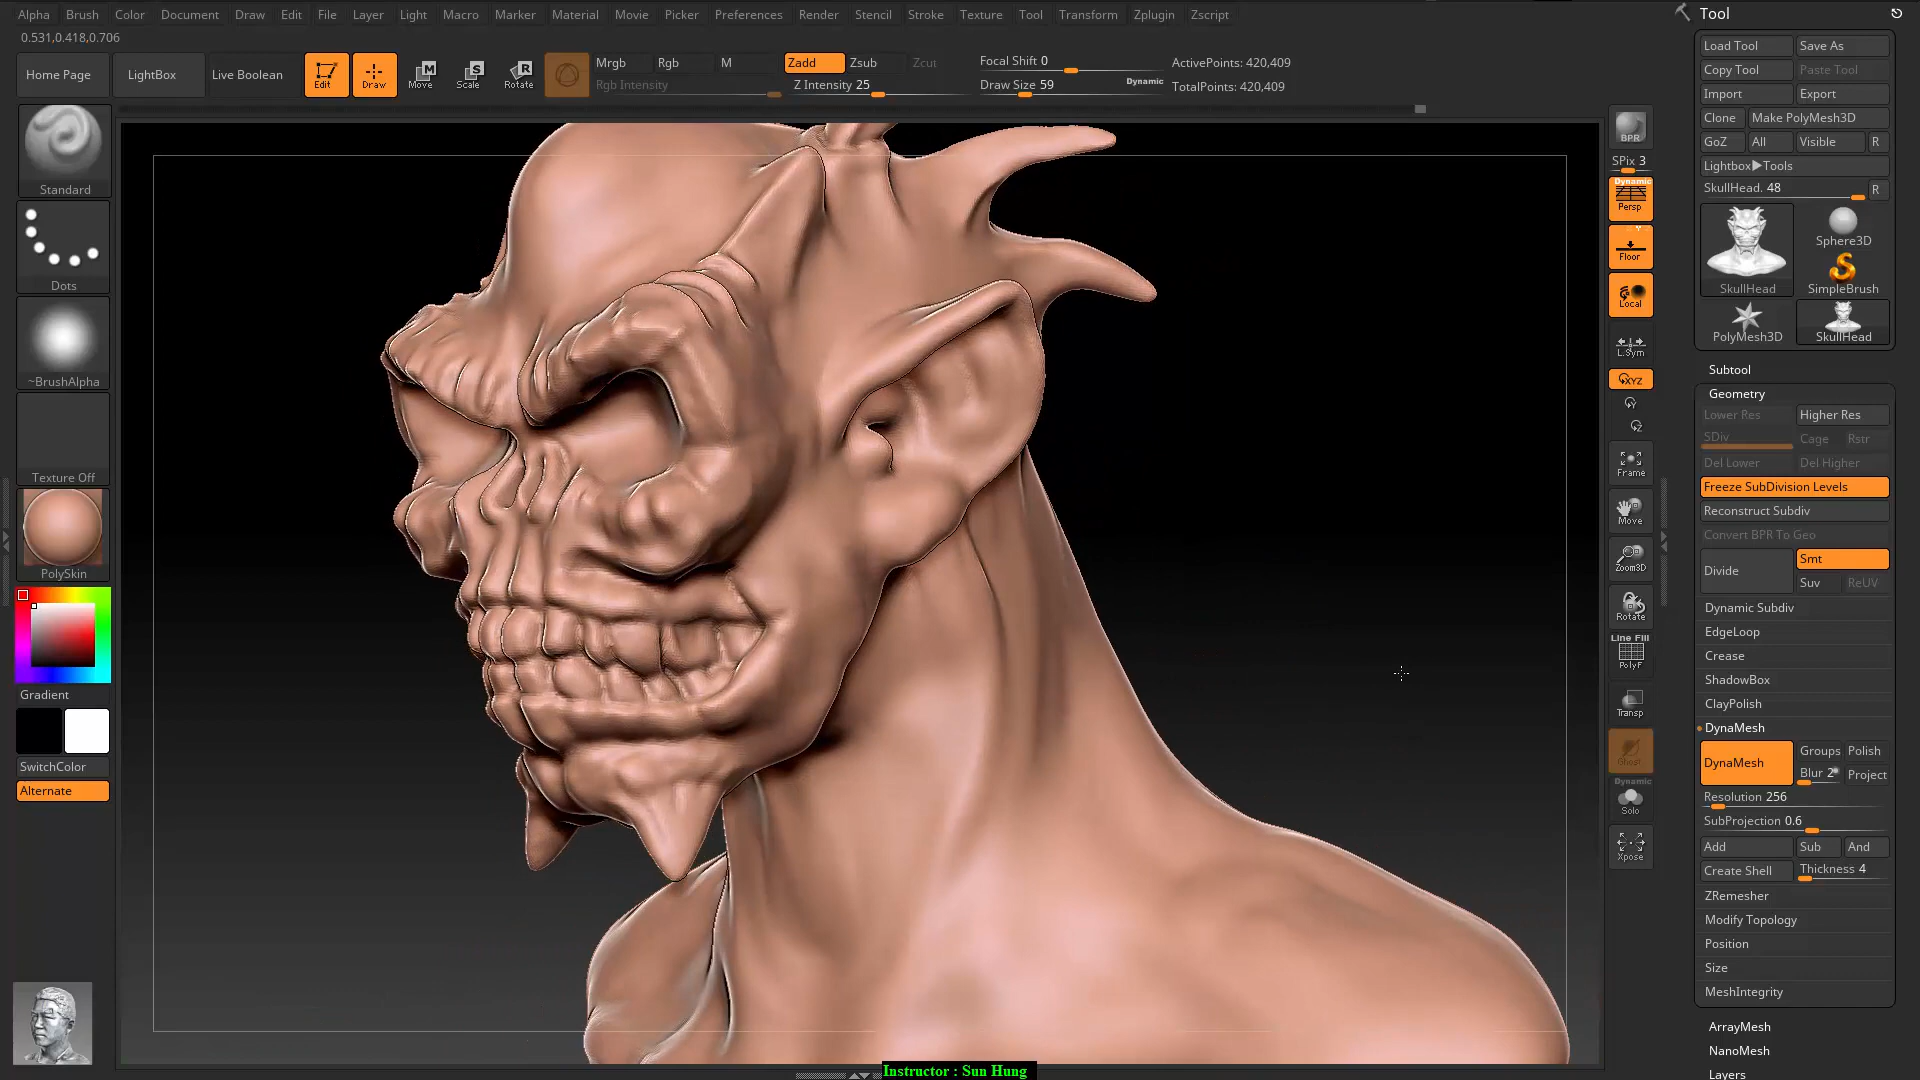 Alpha Brush Color Document Draw Edit File Layer Light Macro Marker Material Movie Picker Preferences Render Stencil Stroke Texture Tool Transform Zplugin Zscript
0.531,0.418,0.706
Home Page LightBox Live Boolean Edit Draw Move Scale Rotate
Mrgb Rgb M
Rgb Intensity
Zadd Zsub Zcut
Z Intensity 25
Focal Shift 0
Draw Size 59 Dynamic
ActivePoints: 420,409
TotalPoints: 420,409
Standard
Dots
~BrushAlpha
Texture Off
PolySkin
Gradient
SwitchColor
Alternate
BPR
SPix 3
Dynamic
Persp
Floor
Local
L.Sym
XYZ
Frame
Move
Zoom3D
Rotate
Line Fill
PolyF
Transp
Ghost
Dynamic
Solo
Xpose
Tool
Load Tool Save As
Copy Tool Paste Tool
Import Export
Clone Make PolyMesh3D
GoZ All Visible R
Lightbox▶Tools
SkullHead. 48 R
SkullHead
Sphere3D
SimpleBrush
PolyMesh3D
SkullHead
Subtool
Geometry
Lower Res Higher Res
SDiv Cage Rstr
Del Lower Del Higher
Freeze SubDivision Levels
Reconstruct Subdiv
Convert BPR To Geo
Divide Smt
Suv ReUV
Dynamic Subdiv
EdgeLoop
Crease
ShadowBox
ClayPolish
DynaMesh
DynaMesh Groups Polish
Blur 2 Project
Resolution 256
SubProjection 0.6
Add Sub And
Create Shell Thickness 4
ZRemesher
Modify Topology
Position
Size
MeshIntegrity
ArrayMesh
NanoMesh
Layers
Instructor : Sun Hung